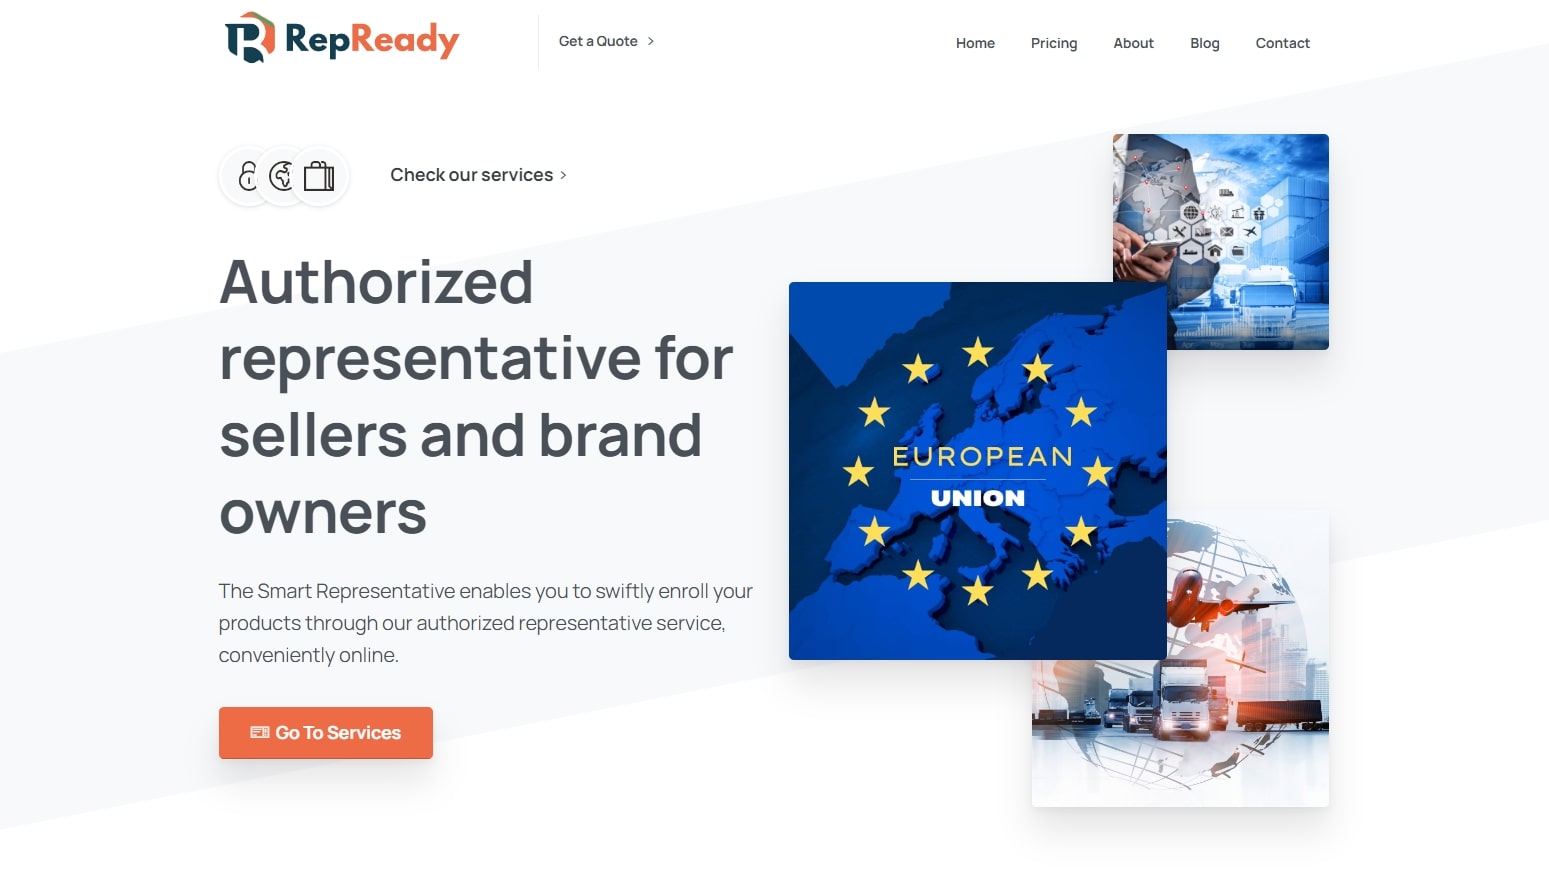 RepReady
Get a Quote
Home
Pricing
About
Blog
Contact
Check our services
Authorized
representative for
sellers and brand
owners
The Smart Representative enables you to swiftly enroll your
products through our authorized representative service,
conveniently online.
Go To Services
EUROPEAN
UNION